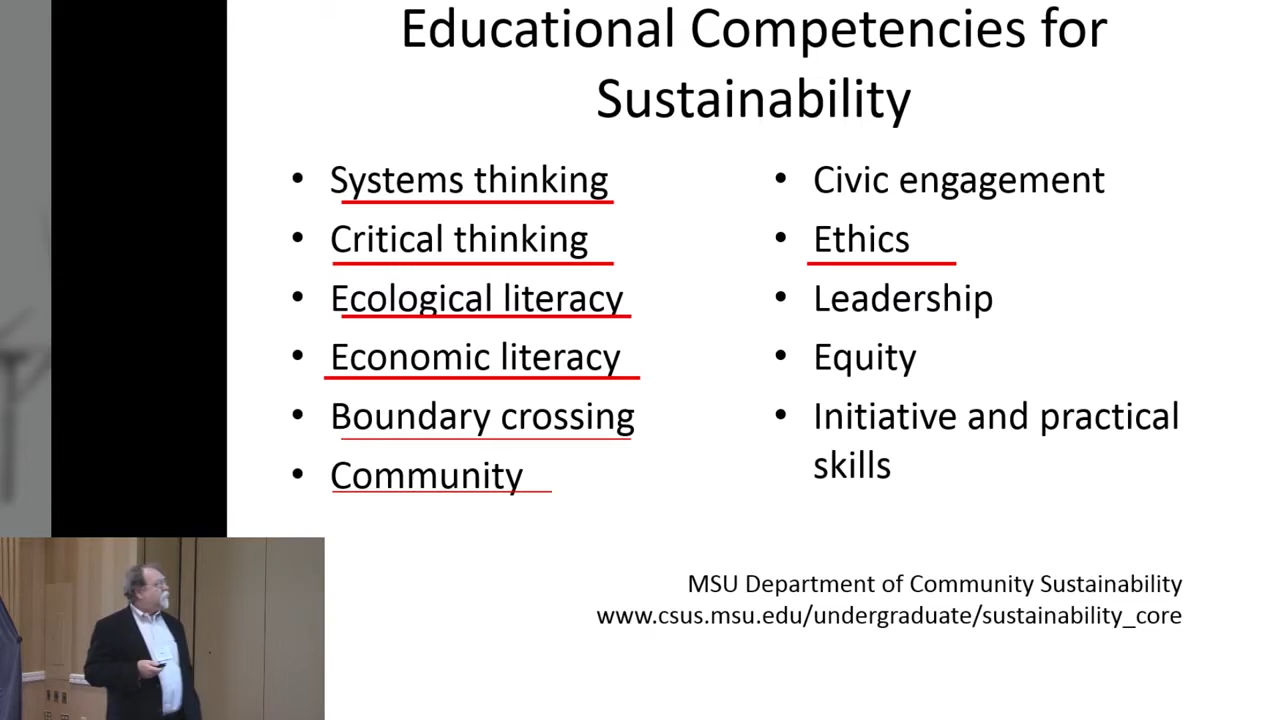 Educational Competencies for
Sustainability
• Systems thinking
• Critical thinking
• Ecological literacy
• Economic literacy
• Boundary crossing
• Community
• Civic engagement
• Ethics
• Leadership
• Equity
• Initiative and practical
skills
MSU Department of Community Sustainability
www.csus.msu.edu/undergraduate/sustainability_core